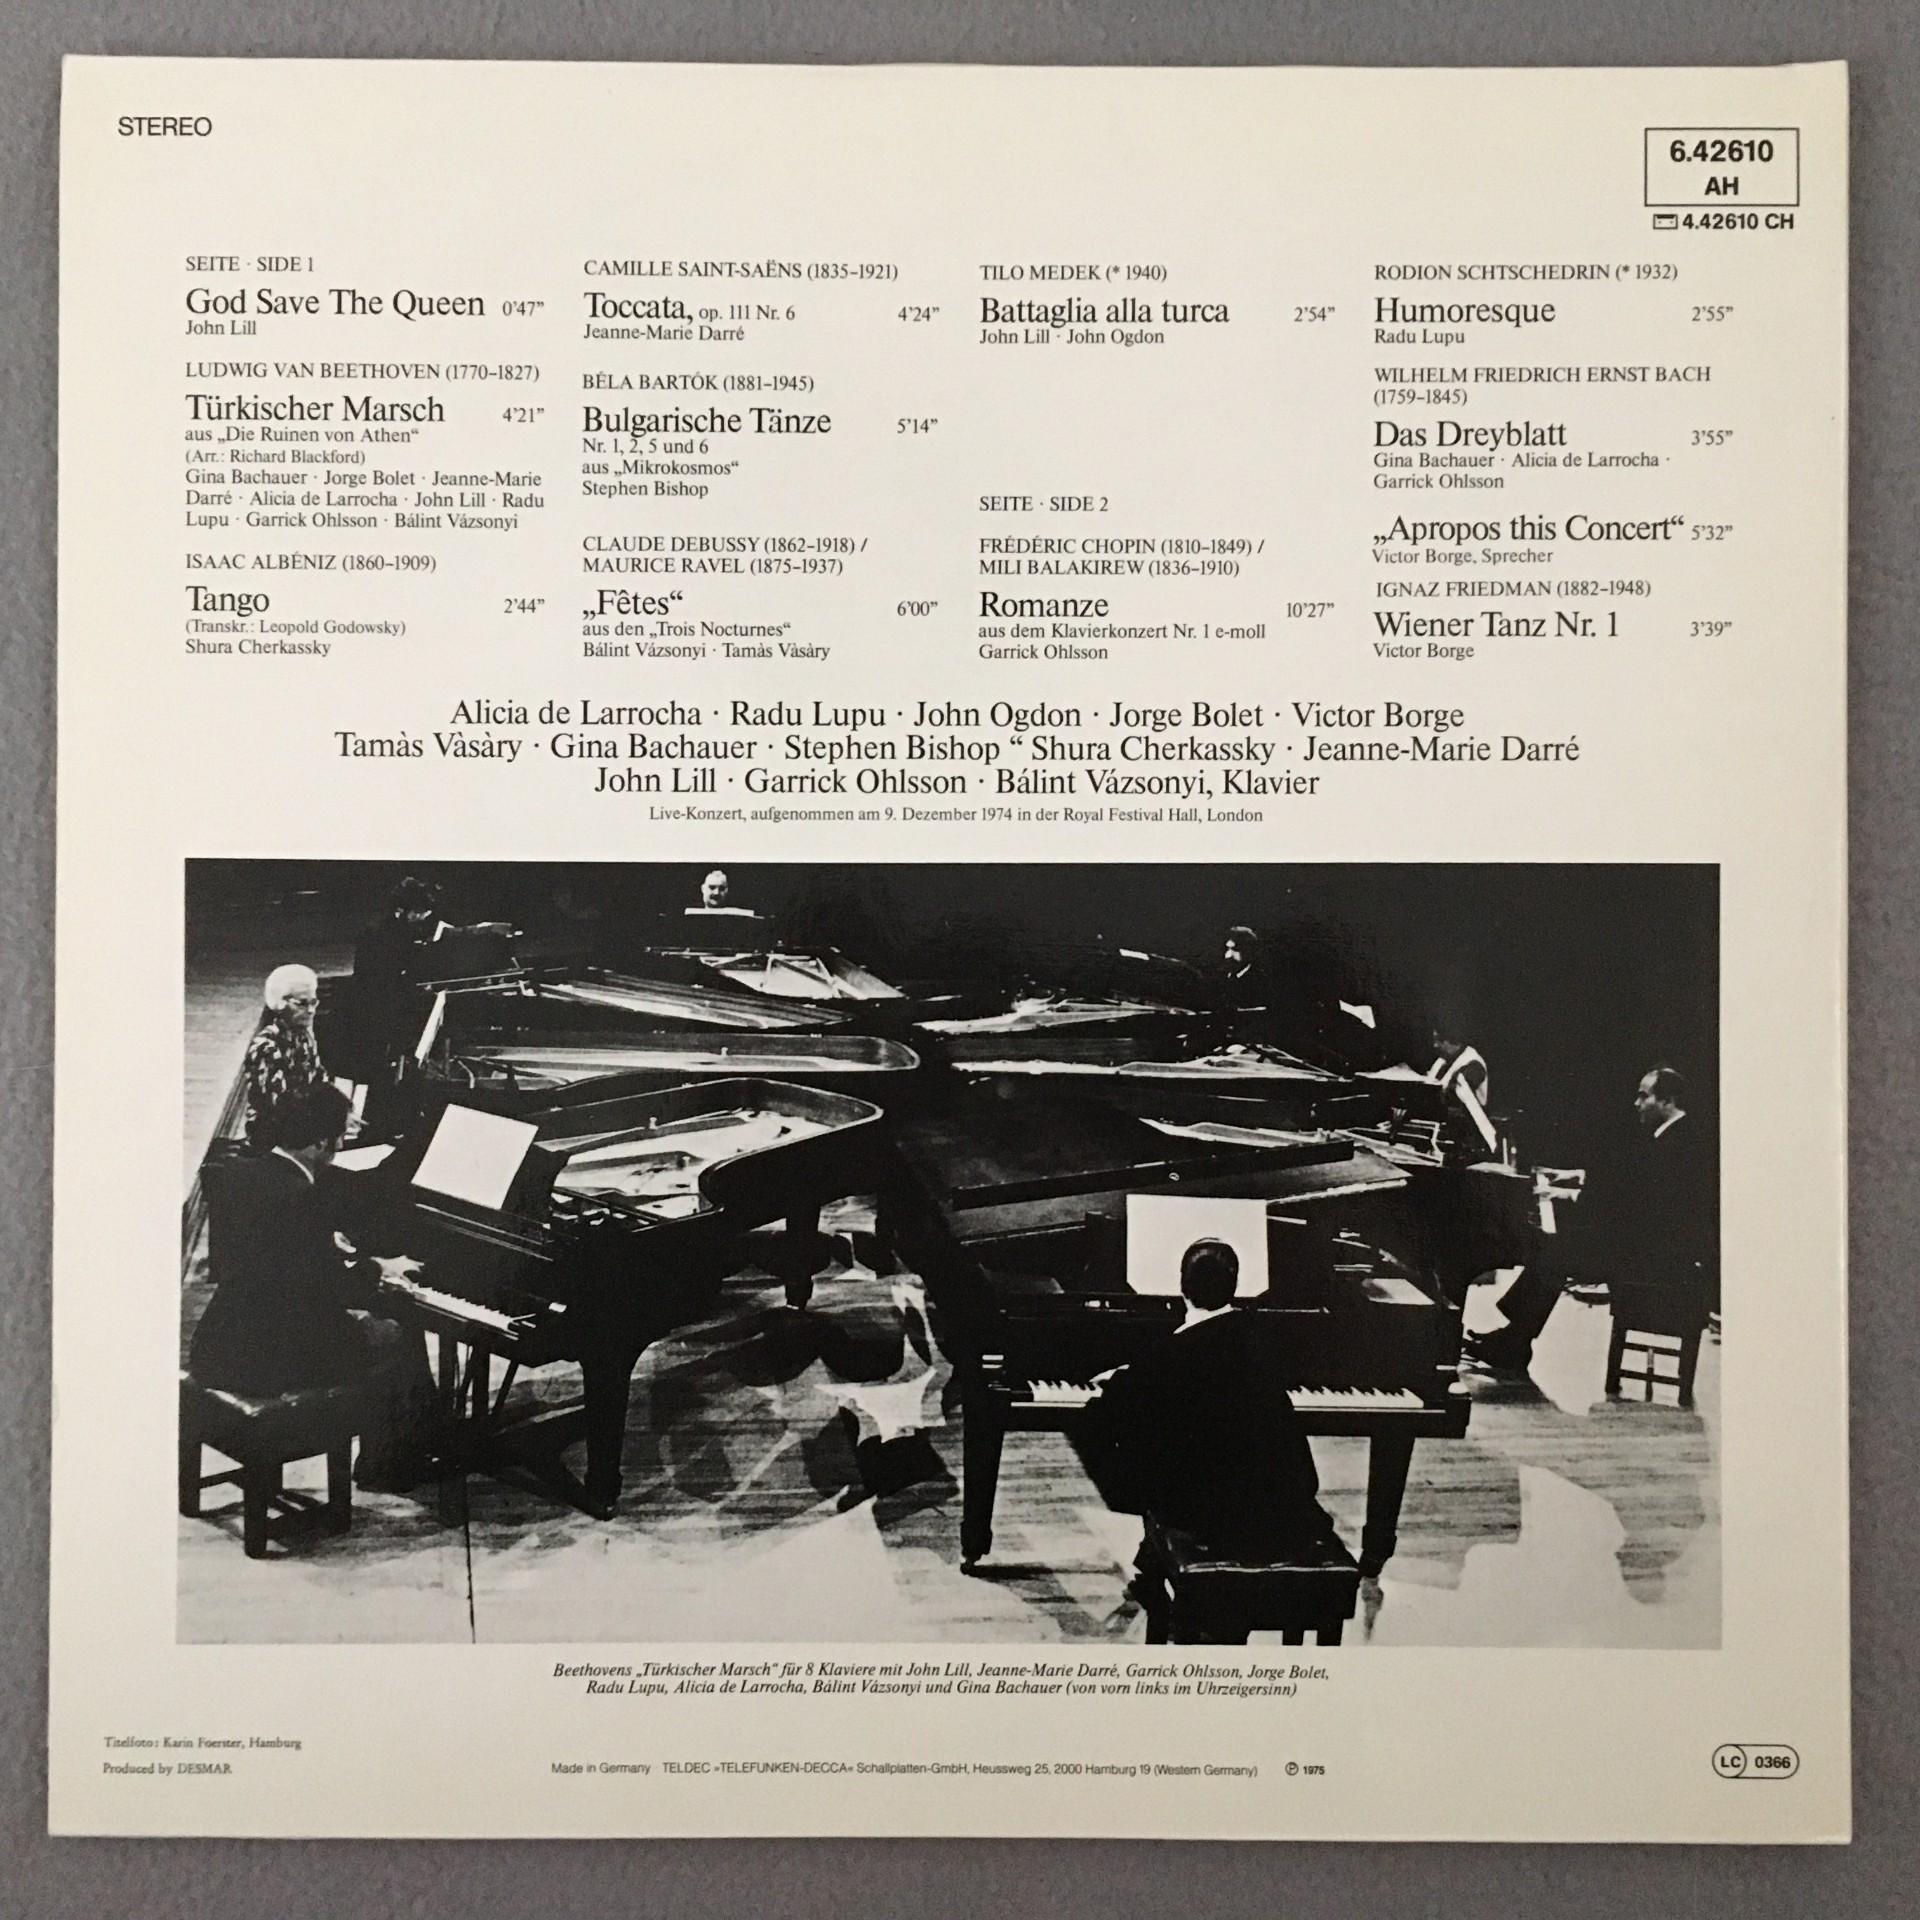 STEREO
6.42610
AH
4.42610 CH
SEITE · SIDE 1
God Save The Queen 0'47”
John Lill
LUDWIG VAN BEETHOVEN (1770–1827)
Türkischer Marsch 4'21”
aus „Die Ruinen von Athen“
(Arr.: Richard Blackford)
Gina Bachauer · Jorge Bolet · Jeanne-Marie
Darré · Alicia de Larrocha · John Lill · Radu
Lupu · Garrick Ohlsson · Bálint Vázsonyi
ISAAC ALBÉNIZ (1860–1909)
Tango 2'44”
(Transkr.: Leopold Godowsky)
Shura Cherkassky
CAMILLE SAINT-SAËNS (1835–1921)
Toccata, op. 111 Nr. 6 4'24”
Jeanne-Marie Darré
BÉLA BARTÓK (1881–1945)
Bulgarische Tänze 5'14”
Nr. 1, 2, 5 und 6
aus „Mikrokosmos“
Stephen Bishop
CLAUDE DEBUSSY (1862–1918) /
MAURICE RAVEL (1875–1937)
„Fêtes“ 6'00”
aus den „Trois Nocturnes“
Bálint Vázsonyi · Tamàs Vàsàry
TILO MEDEK (* 1940)
Battaglia alla turca 2'54”
John Lill · John Ogdon
SEITE · SIDE 2
FRÉDÉRIC CHOPIN (1810–1849) /
MILI BALAKIREW (1836–1910)
Romanze 10'27”
aus dem Klavierkonzert Nr. 1 e-moll
Garrick Ohlsson
RODION SCHTSCHEDRIN (* 1932)
Humoresque 2'55”
Radu Lupu
WILHELM FRIEDRICH ERNST BACH
(1759–1845)
Das Dreyblatt 3'55”
Gina Bachauer · Alicia de Larrocha ·
Garrick Ohlsson
„Apropos this Concert“ 5'32”
Victor Borge, Sprecher
IGNAZ FRIEDMAN (1882–1948)
Wiener Tanz Nr. 1 3'39”
Victor Borge
Alicia de Larrocha · Radu Lupu · John Ogdon · Jorge Bolet · Victor Borge
Tamàs Vàsàry · Gina Bachauer · Stephen Bishop “ Shura Cherkassky · Jeanne-Marie Darré
John Lill · Garrick Ohlsson · Bálint Vázsonyi, Klavier
Live-Konzert, aufgenommen am 9. Dezember 1974 in der Royal Festival Hall, London
Beethovens „Türkischer Marsch“ für 8 Klaviere mit John Lill, Jeanne-Marie Darré, Garrick Ohlsson, Jorge Bolet,
Radu Lupu, Alicia de Larrocha, Bálint Vázsonyi und Gina Bachauer (von vorn links im Uhrzeigersinn)
Titelfoto: Karin Foerster, Hamburg
Produced by DESMAR
Made in Germany TELDEC »TELEFUNKEN-DECCA« Schallplatten-GmbH, Heussweg 25, 2000 Hamburg 19 (Western Germany) ℗ 1975
LC 0366